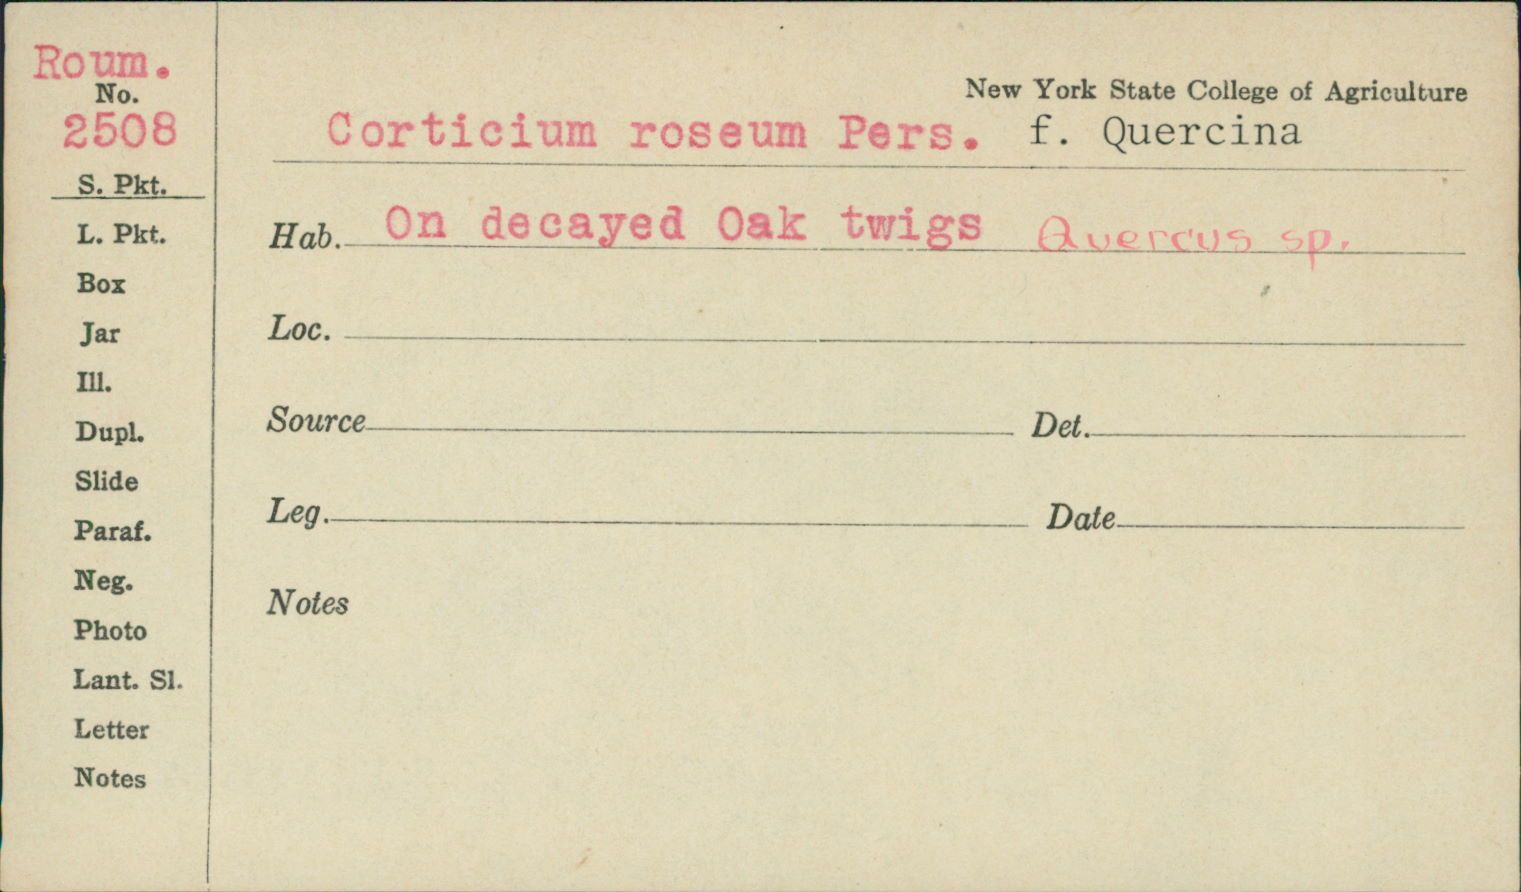 Roum.
No.
2508
S. Pkt.
L. Pkt.
Box
Jar
Ill.
Dupl.
Slide
Paraf.
Neg.
Photo
Lant. Sl.
Letter
Notes
New York State College of Agriculture
Corticium roseum Pers. f. Quercina
Hab. On decayed Oak twigs Quercus sp.
Loc.
Source Det.
Leg. Date
Notes